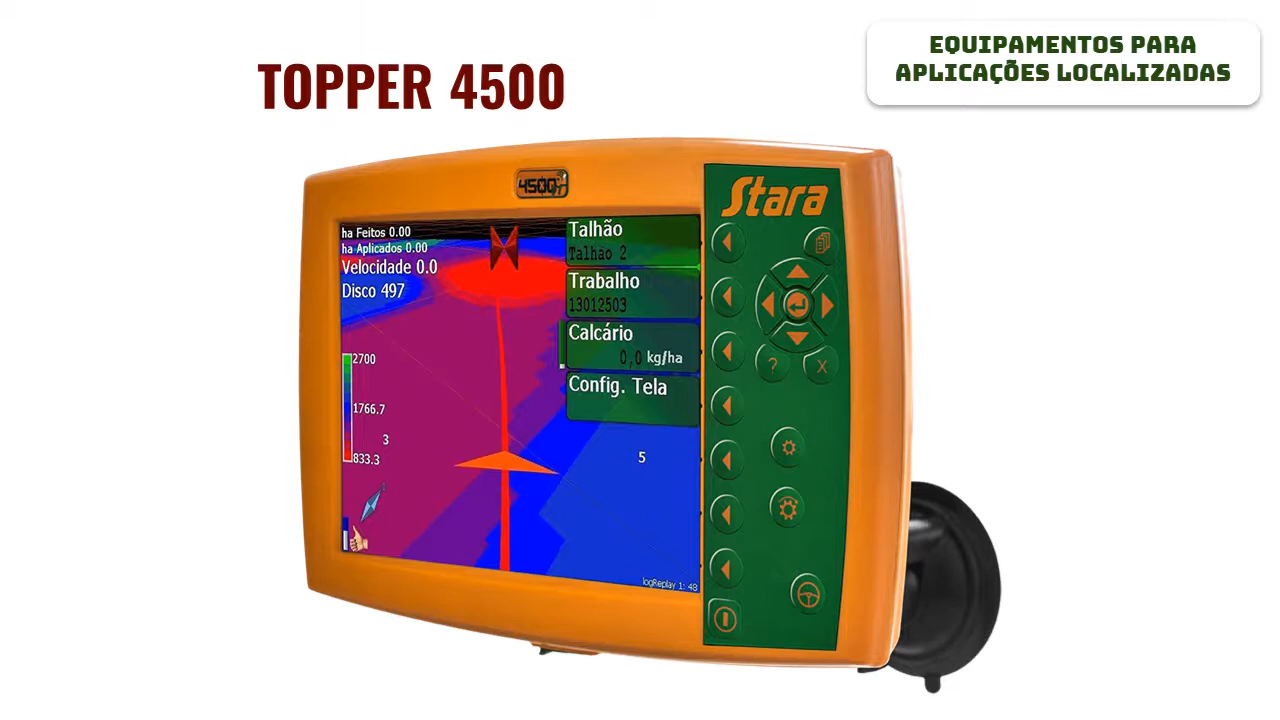 EQUIPAMENTOS PARA
APLICAÇÕES LOCALIZADAS
TOPPER 4500
4500
Stara
ha Feitos 0.00
ha Aplicados 0.00
Velocidade 0.0
Disco 497
Talhão
Talhão 2
Trabalho
13012503
Calcário
0,0 kg/ha
Config. Tela
2700
1766.7
3
833.3
5
logReplay 1: 48
?
X